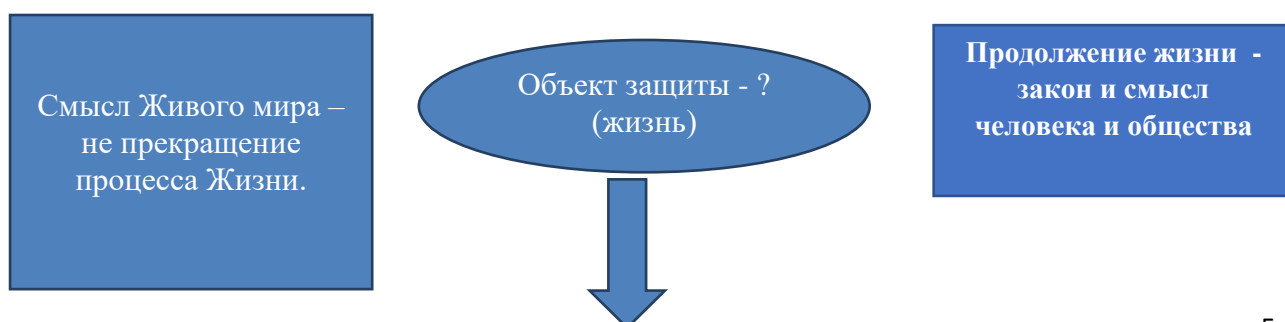 Смысл Живого мира –
не прекращение
процесса Жизни.
Объект защиты - ?
(жизнь)
Продолжение жизни -
закон и смысл
человека и общества